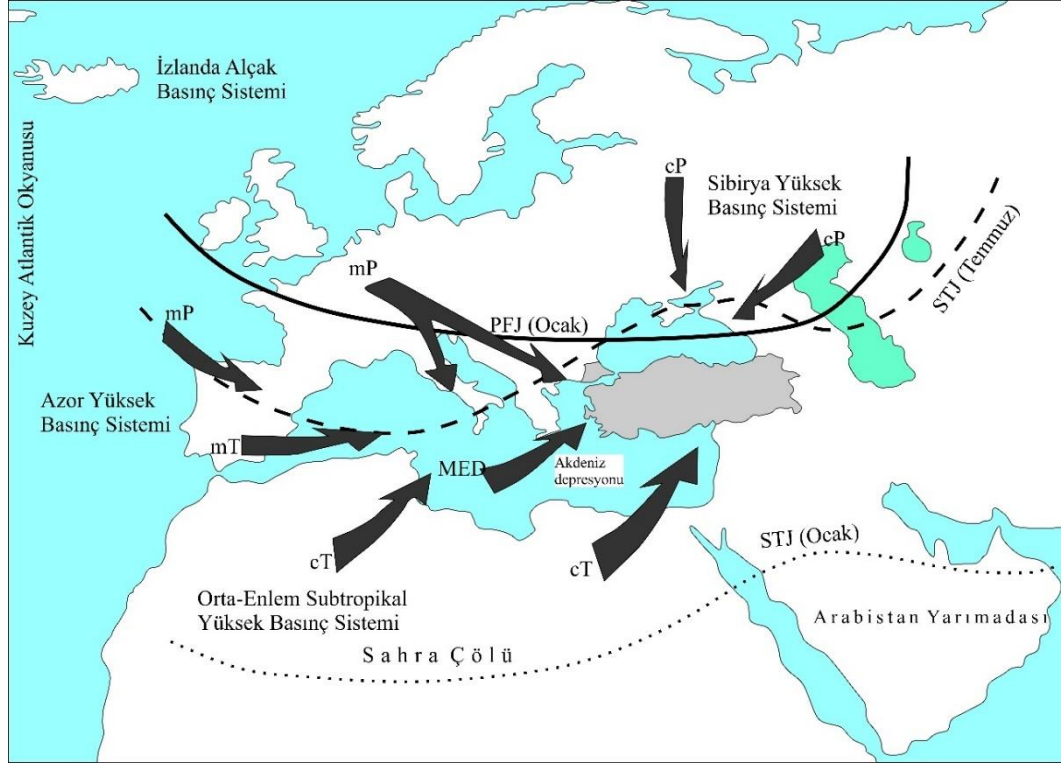 İzlanda Alçak
Basınç Sistemi
Kuzey Atlantik Okyanusu
cP
Sibirya Yüksek
Basınç Sistemi
cP
STJ (Temmuz)
mP
mP
PFJ (Ocak)
Azor Yüksek
Basınç Sistemi
mT
MED
Akdeniz
depresyonu
cT
cT
STJ (Ocak)
Orta-Enlem Subtropikal
Yüksek Basınç Sistemi
Arabistan Yarımadası
Sahra Çölü